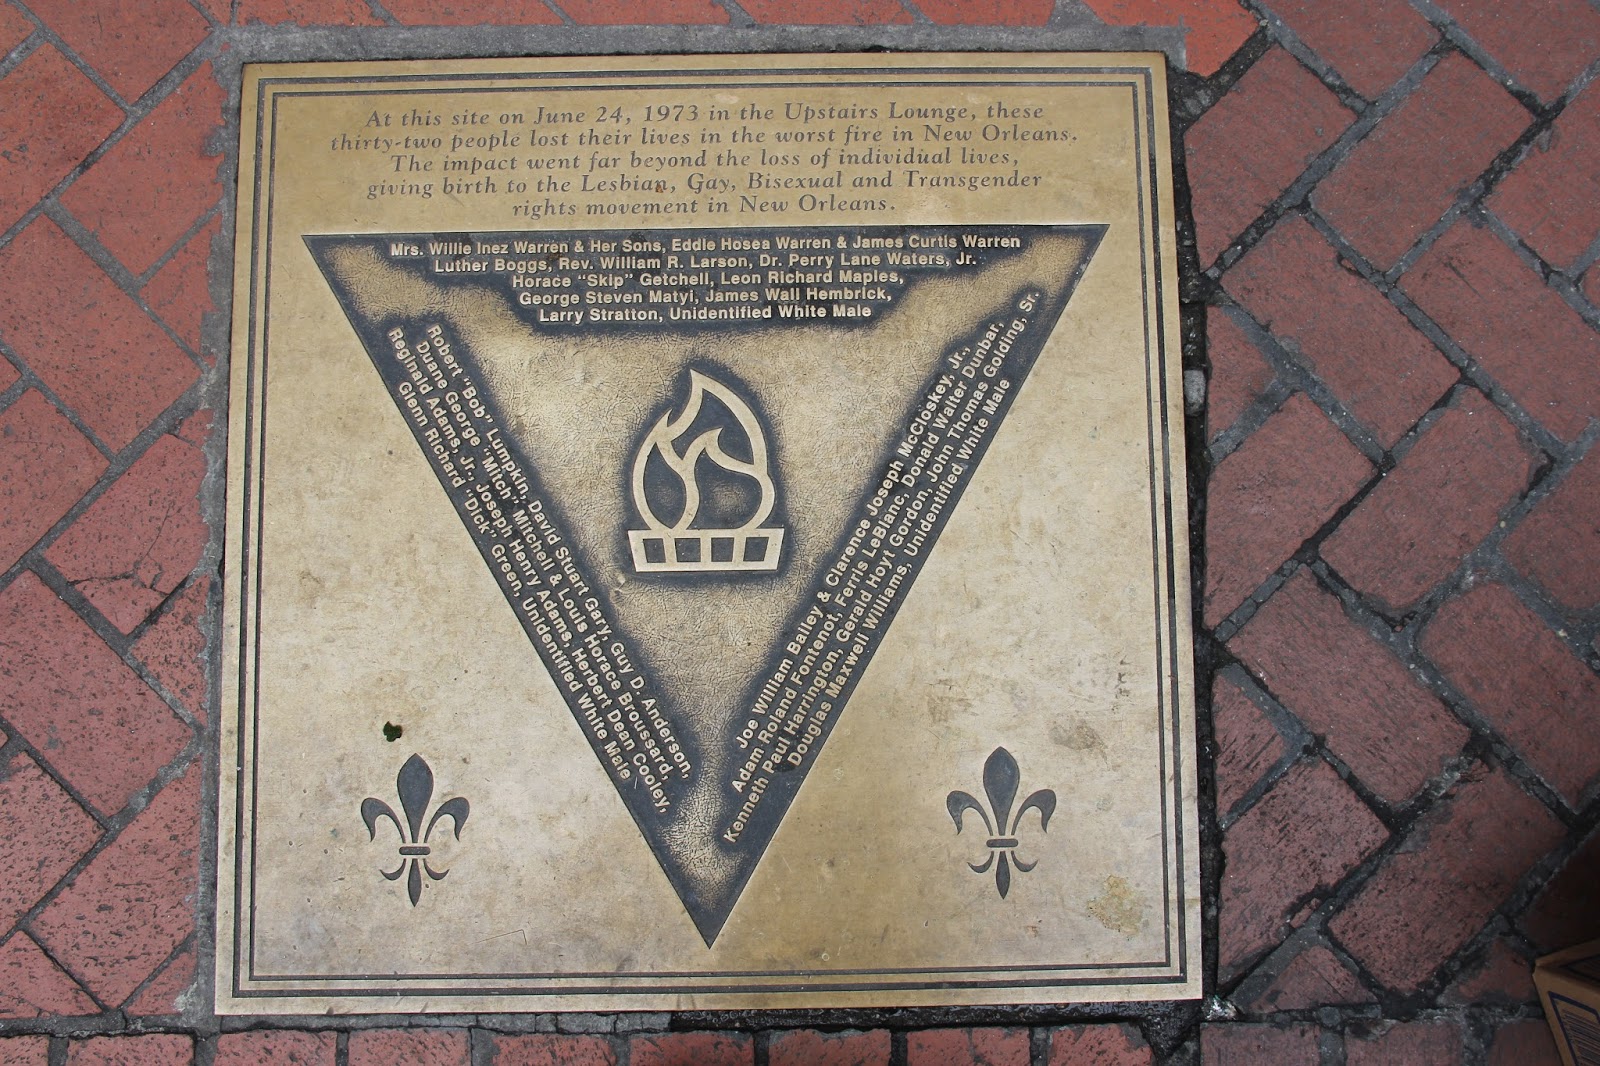 At this site on June 24, 1973 in the Upstairs Lounge, these
thirty-two people lost their lives in the worst fire in New Orleans.
The impact went far beyond the loss of individual lives,
giving birth to the Lesbian, Gay, Bisexual and Transgender
rights movement in New Orleans.
Mrs. Willie Inez Warren & Her Sons, Eddie Hosea Warren & James Curtis Warren
Luther Boggs, Rev. William R. Larson, Dr. Perry Lane Waters, Jr.
Horace "Skip" Getchell, Leon Richard Maples,
George Steven Matyi, James Wall Hembrick,
Larry Stratton, Unidentified White Male
Robert "Bob" Lumpkin, David Stuart Gary, Guy D. Anderson,
Duane George "Mitch" Mitchell & Louis Horace Broussard,
Reginald Adams, Jr., Joseph Henry Adams, Herbert Dean Cooley,
Glenn Richard "Dick" Green, Unidentified White Male
Joe William Bailey & Clarence Joseph McCloskey, Jr.,
Adam Roland Fontenot, Ferris LeBlanc, Donald Walter Dunbar,
Kenneth Paul Harrington, Gerald Hoyt Gordon, John Thomas Golding, Sr.
Douglas Maxwell Williams, Unidentified White Male